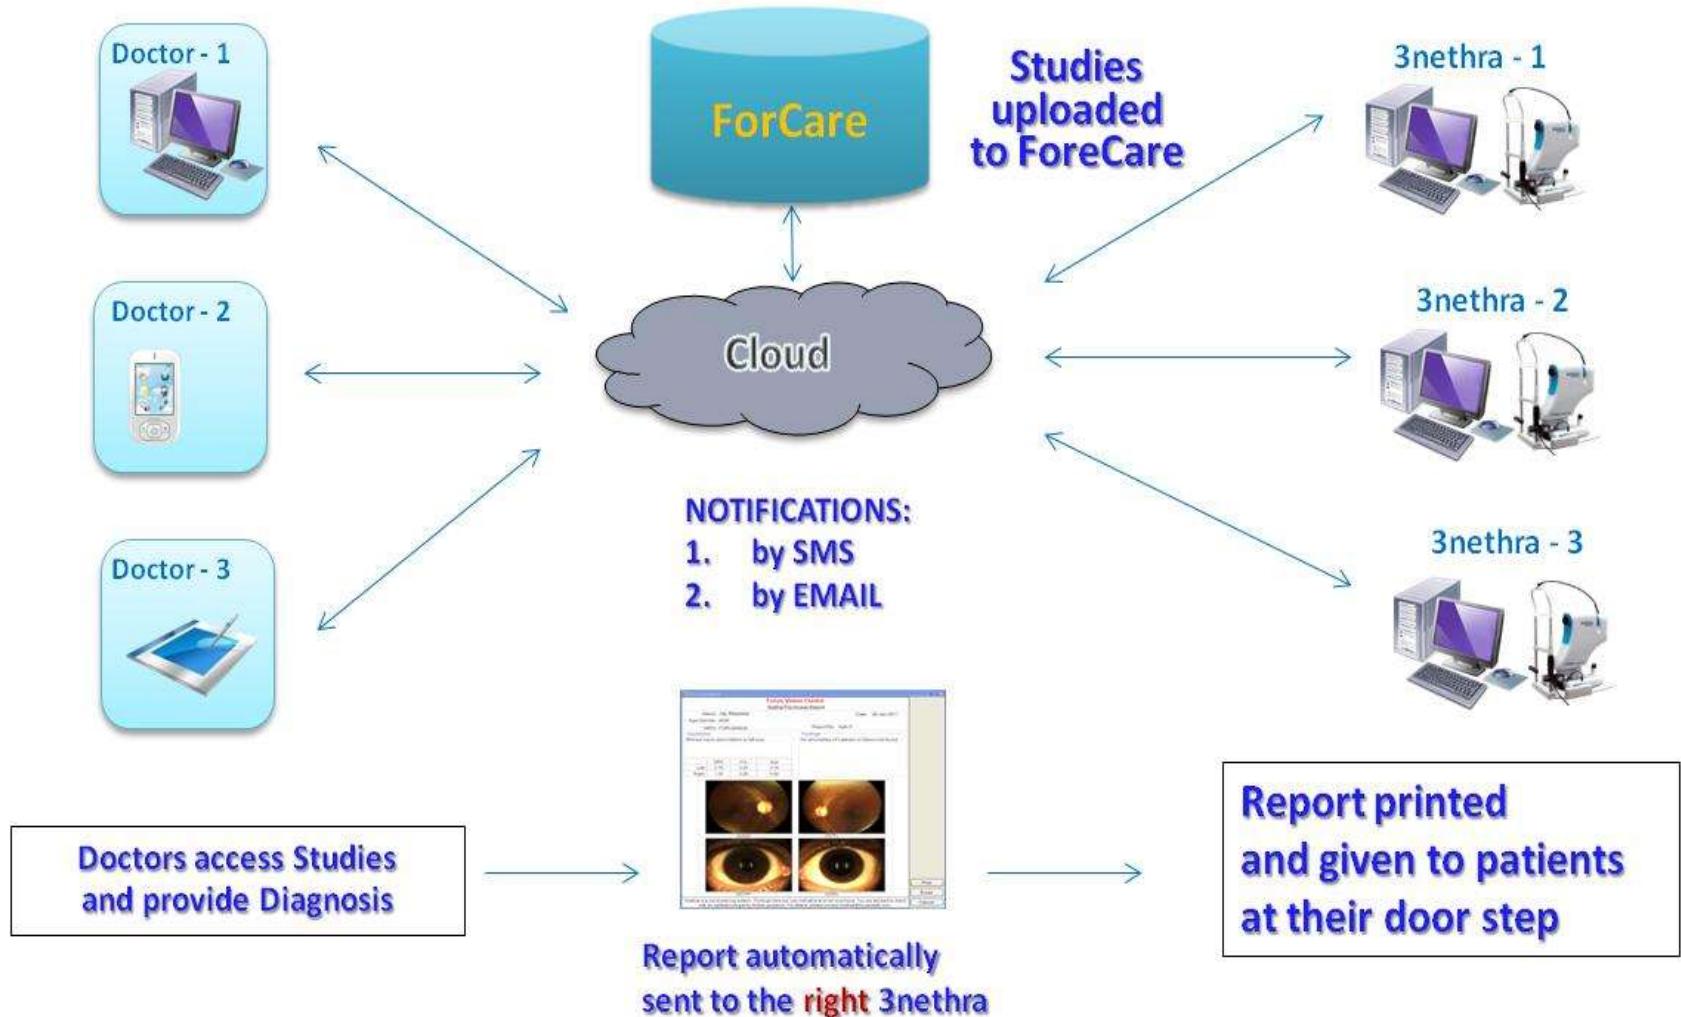 Doctor - 1
ForCare
Studies
uploaded
to ForeCare
3nethra - 1
Doctor - 2
Cloud
3nethra - 2
Doctor - 3
NOTIFICATIONS:
1. by SMS
2. by EMAIL
3nethra - 3
Doctors access Studies
and provide Diagnosis
Report automatically
sent to the right 3nethra
Report printed
and given to patients
at their door step